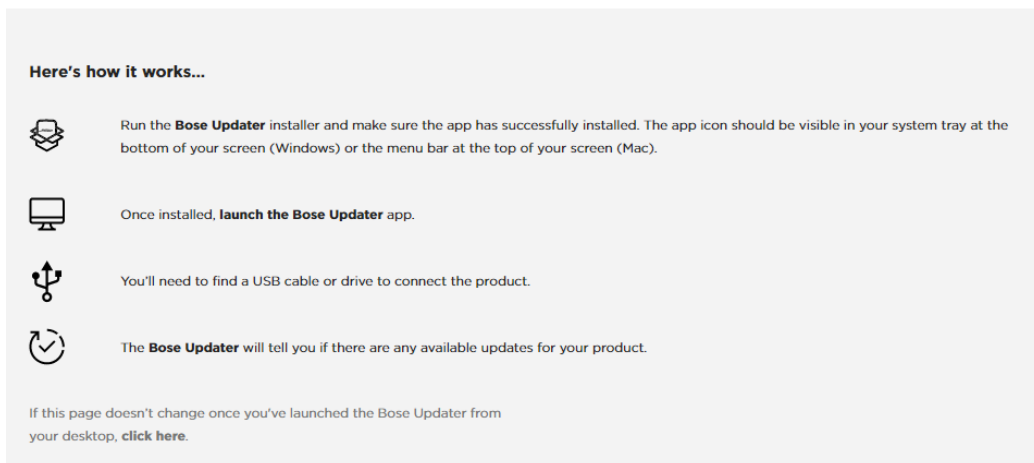 Here's how it works...
Run the Bose Updater installer and make sure the app has successfully installed. The app icon should be visible in your system tray at the
bottom of your screen (Windows) or the menu bar at the top of your screen (Mac).
Once installed, launch the Bose Updater app.
You'll need to find a USB cable or drive to connect the product.
The Bose Updater will tell you if there are any available updates for your product.
If this page doesn't change once you've launched the Bose Updater from
your desktop, click here.